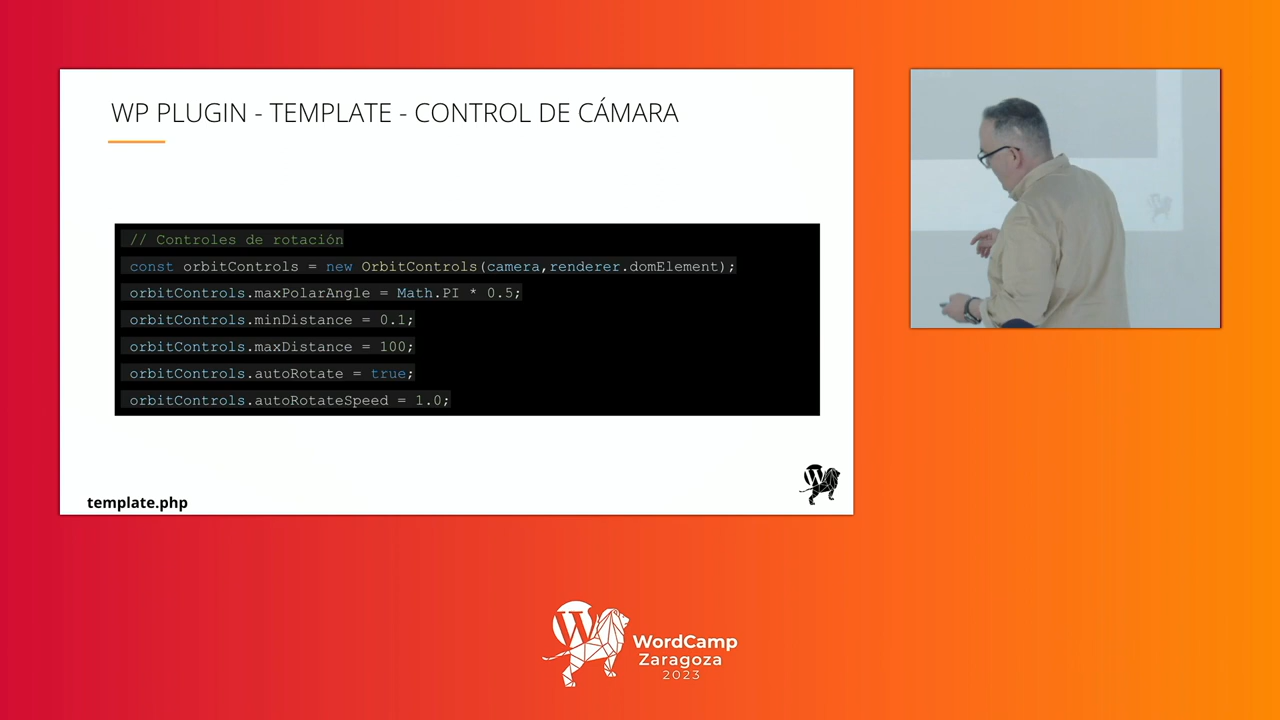 WP PLUGIN - TEMPLATE - CONTROL DE CÁMARA
// Controles de rotación
const orbitControls = new OrbitControls(camera,renderer.domElement);
orbitControls.maxPolarAngle = Math.PI * 0.5;
orbitControls.minDistance = 0.1;
orbitControls.maxDistance = 100;
orbitControls.autoRotate = true;
orbitControls.autoRotateSpeed = 1.0;
template.php
WordCamp
Zaragoza
2023